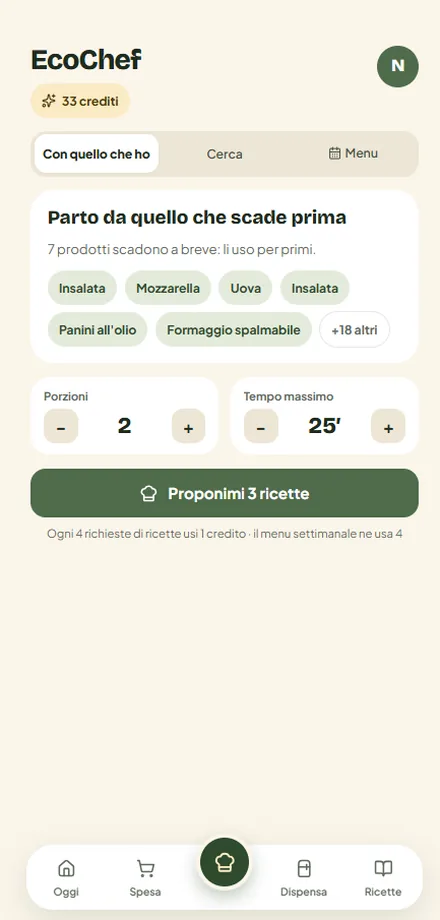 EcoChef
N
33 crediti
Con quello che ho
Cerca
Menu
Parto da quello che scade prima
7 prodotti scadono a breve: li uso per primi.
Insalata
Mozzarella
Uova
Insalata
Panini all'olio
Formaggio spalmabile
+18 altri
Porzioni
Tempo massimo
−
2
+
−
25′
+
Proponimi 3 ricette
Ogni 4 richieste di ricette usi 1 credito · il menu settimanale ne usa 4
Oggi
Spesa
Dispensa
Ricette